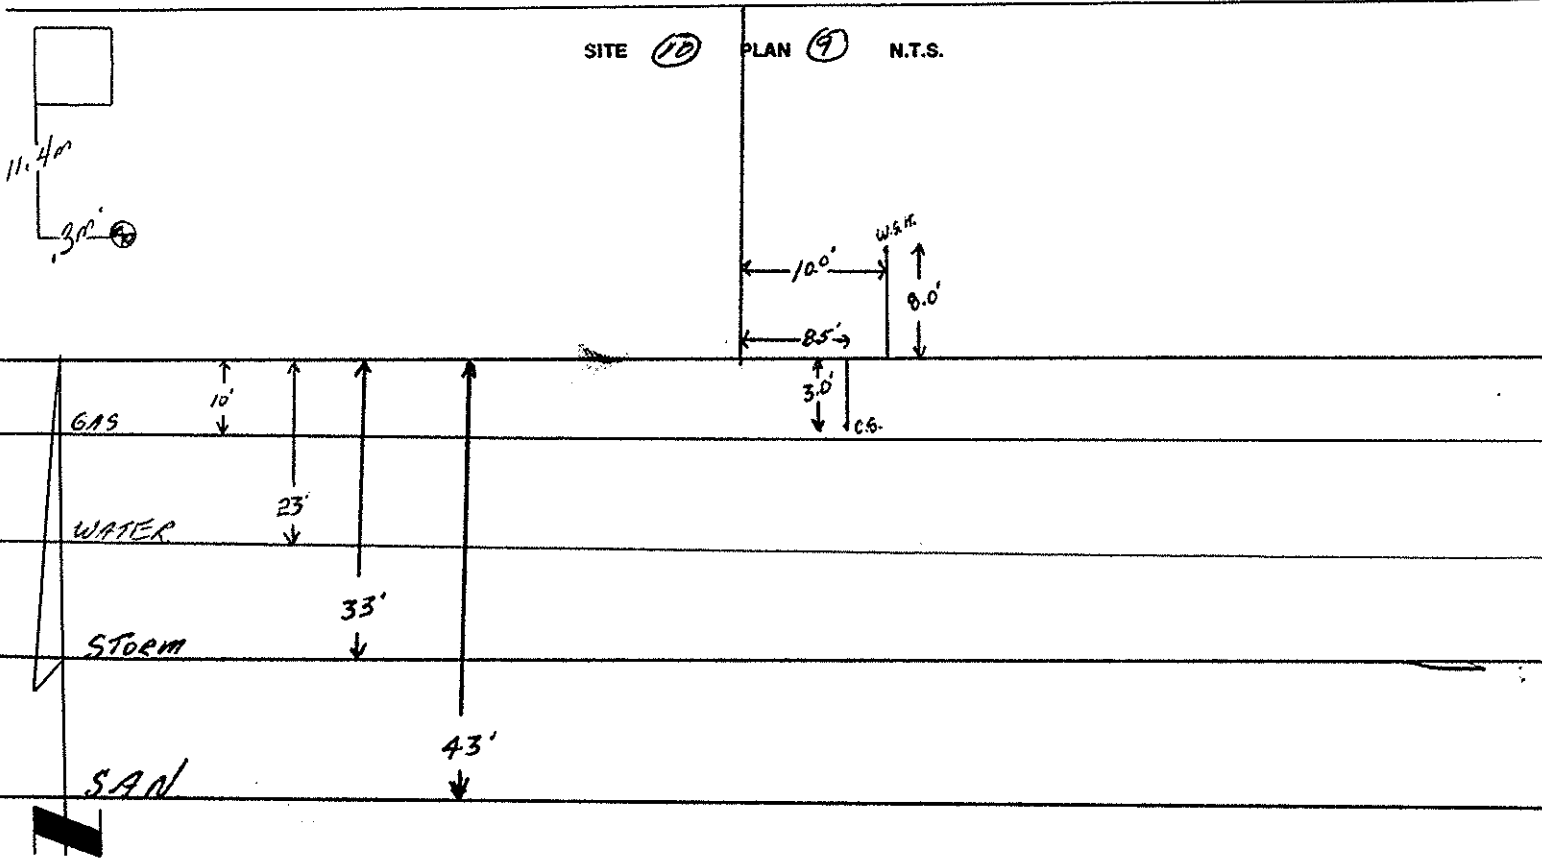 SITE 10 PLAN 9 N.T.S.
11.4m
.3m
W.S.H.
10.0'
8.0'
8.5'
10'
3.0'
GAS
C.S.
23'
WATER
33'
STORM
43'
SAN